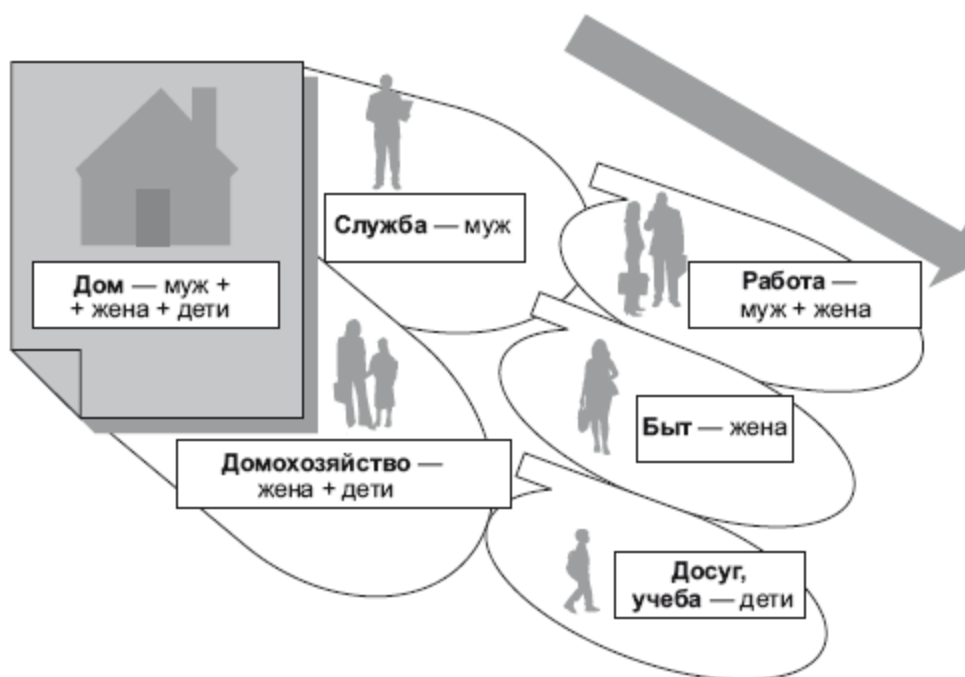 Дом — муж +
+ жена + дети
Служба — муж
Домохозяйство —
жена + дети
Работа —
муж + жена
Быт — жена
Досуг,
учеба — дети